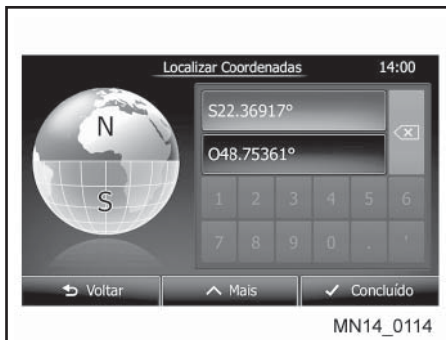 Localizar Coordenadas 14:00
N
S22.36917°
O48.75361°
S
1 2 3 4 5 6
7 8 9 0 . '
Voltar Mais Concluído
MN14_0114